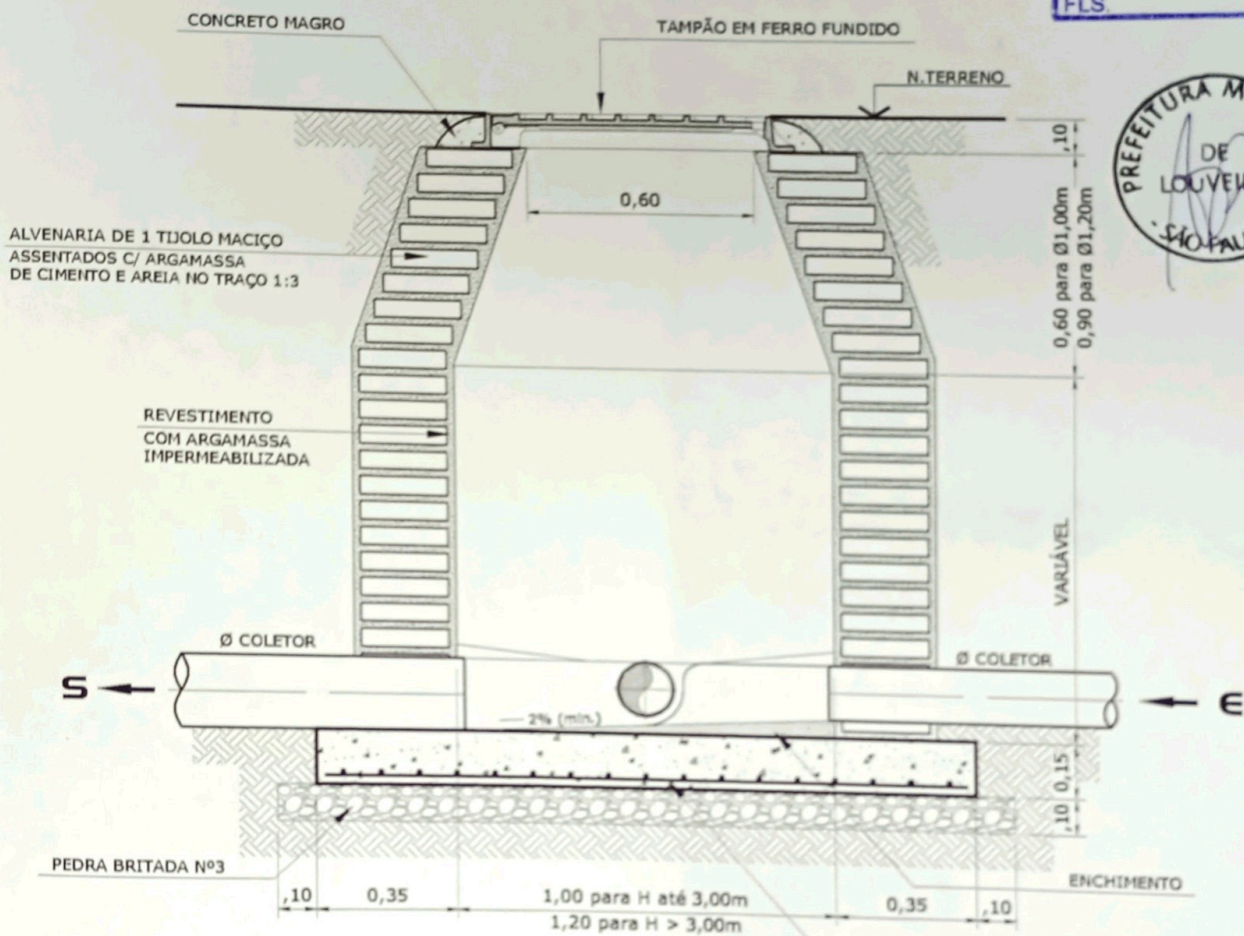 FLS.
CONCRETO MAGRO
TAMPÃO EM FERRO FUNDIDO
N.TERRENO
PREFEITURA M
DE
SÃO
,10
0,60
0,60 para Ø1,00m
0,90 para Ø1,20m
ALVENARIA DE 1 TIJOLO MACIÇO
ASSENTADOS C/ ARGAMASSA
DE CIMENTO E AREIA NO TRAÇO 1:3
REVESTIMENTO
COM ARGAMASSA
IMPERMEABILIZADA
VARIÁVEL
Ø COLETOR
Ø COLETOR
S
E
2% (min.)
0,15
,10
PEDRA BRITADA Nº3
ENCHIMENTO
,10
0,35
1,00 para H até 3,00m
1,20 para H > 3,00m
0,35
,10